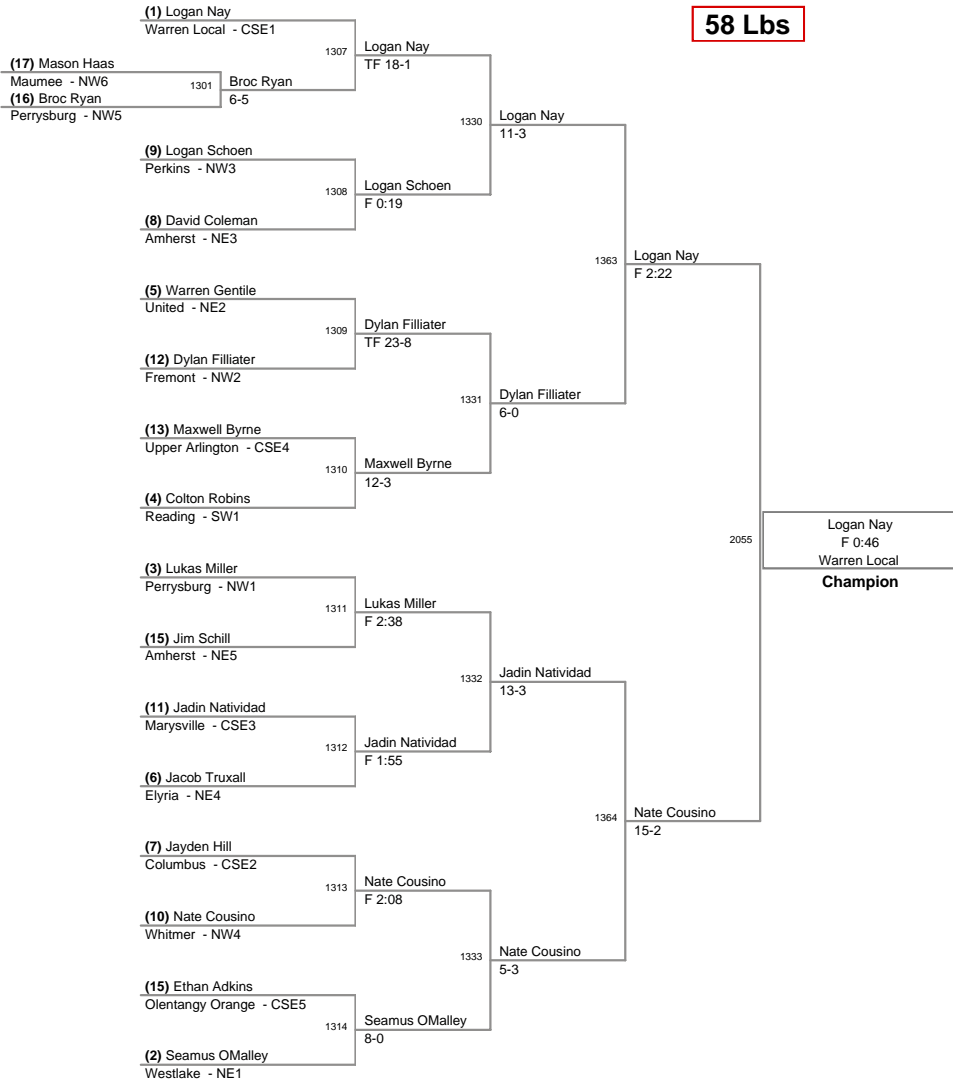 58 Lbs
(1) Logan Nay
Warren Local - CSE1
(17) Mason Haas
Maumee - NW6
(16) Broc Ryan
Perrysburg - NW5
1301
Broc Ryan
6-5
1307
Logan Nay
TF 18-1
(9) Logan Schoen
Perkins - NW3
(8) David Coleman
Amherst - NE3
1308
Logan Schoen
F 0:19
1330
Logan Nay
11-3
(5) Warren Gentile
United - NE2
(12) Dylan Filliater
Fremont - NW2
1309
Dylan Filliater
TF 23-8
(13) Maxwell Byrne
Upper Arlington - CSE4
(4) Colton Robins
Reading - SW1
1310
Maxwell Byrne
12-3
1331
Dylan Filliater
6-0
1363
Logan Nay
F 2:22
(3) Lukas Miller
Perrysburg - NW1
(15) Jim Schill
Amherst - NE5
1311
Lukas Miller
F 2:38
(11) Jadin Natividad
Marysville - CSE3
(6) Jacob Truxall
Elyria - NE4
1312
Jadin Natividad
F 1:55
1332
Jadin Natividad
13-3
(7) Jayden Hill
Columbus - CSE2
(10) Nate Cousino
Whitmer - NW4
1313
Nate Cousino
F 2:08
(15) Ethan Adkins
Olentangy Orange - CSE5
(2) Seamus OMalley
Westlake - NE1
1314
Seamus OMalley
8-0
1333
Nate Cousino
5-3
1364
Nate Cousino
15-2
2055
Logan Nay
F 0:46
Warren Local
Champion